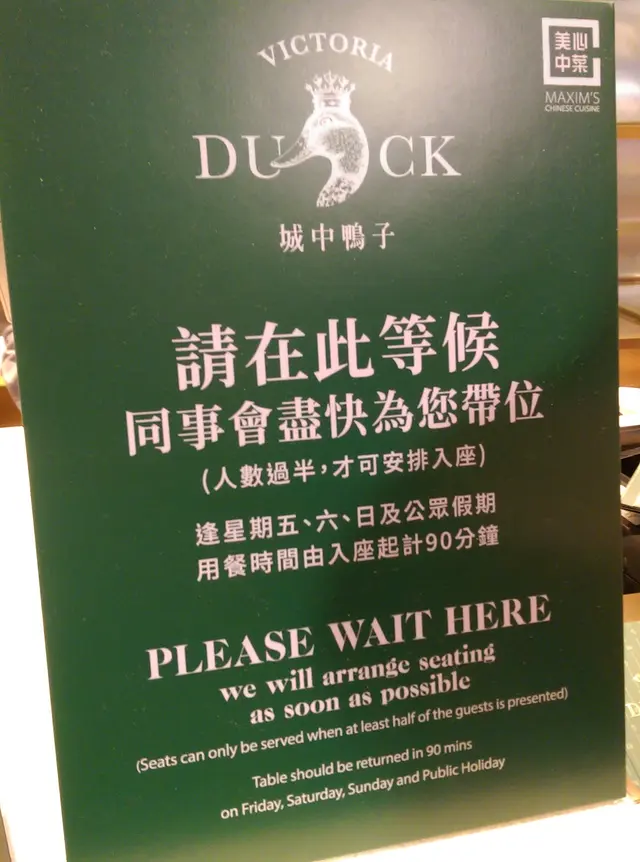 美心
中菜
MAXIM'S
CHINESE CUISINE
VICTORIA
DUCK
城中鴨子
請在此等候
同事會盡快為您帶位
(人數過半，才可安排入座)
逢星期五、六、日及公眾假期
用餐時間由入座起計90分鐘
PLEASE WAIT HERE
we will arrange seating
as soon as possible
(Seats can only be served when at least half of the guests is presented)
Table should be returned in 90 mins
on Friday, Saturday, Sunday and Public Holiday